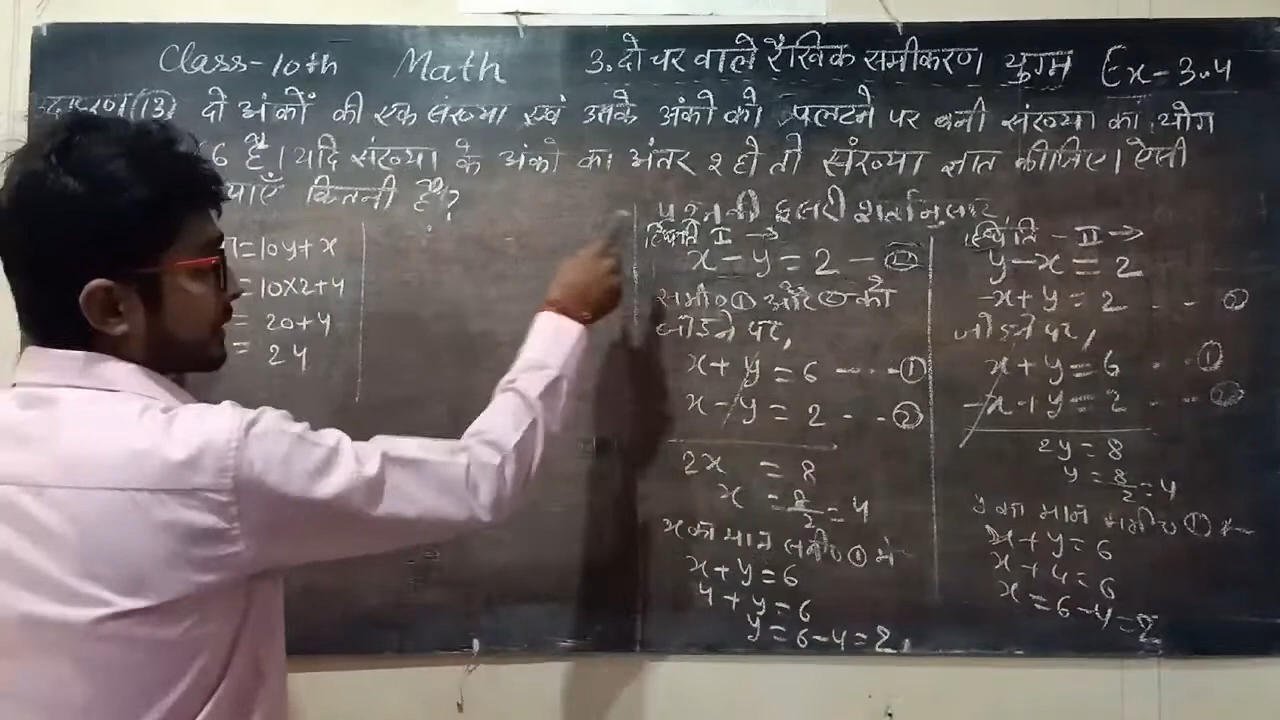 Class-10th Math 3. दो चर वाले रैखिक समीकरण युग्म Ex-3.4
(13) दो अंकों की एक संख्या एवं उसके अंको को पलटने पर बनी संख्या का योग
6 है। यदि संख्या के अंको का अंतर २ हो तो संख्या ज्ञात कीजिए। ऐसी
कितनी है?
=10y+x
=10×2+4
= 20+4
= 24
दुसरी शर्तानुसार,
स्थिति I →
x-y=2 - ②
समी० ① और ② को
जोडने पर,
x+y=6 --- ①
x-y=2 -- ②
2x = 8
x = 8/2 = 4
x का मान समी० ① में
x+y=6
4+y=6
y=6-4=2,
स्थिति - II →
y-x=2
-x+y=2 -- ②
जोडने पर,
x+y=6 -- ①
-x+y=2 -- ②
2y=8
y=8/2=4
y का मान समी० ① में
x+y=6
x+4=6
x=6-4=2